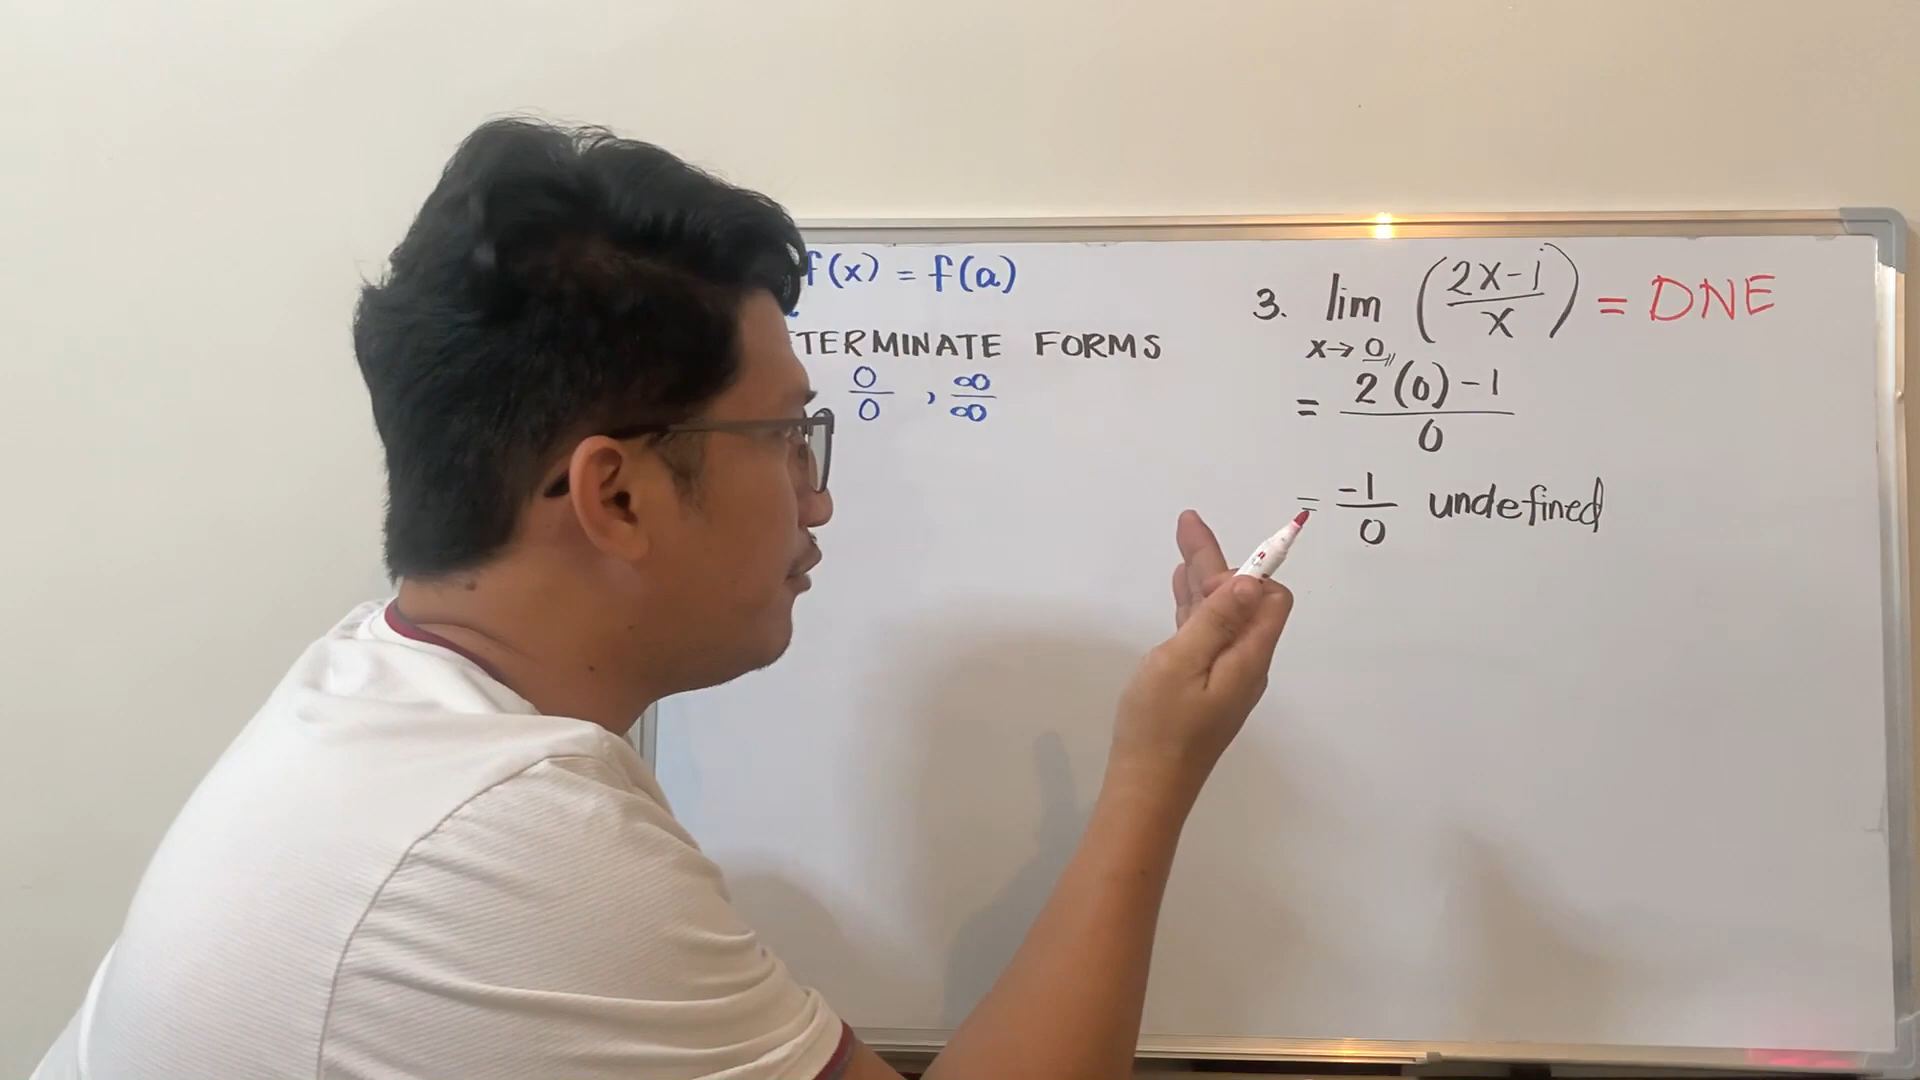 f(x) = f(a)
TERMINATE FORMS
0/0 , ∞/∞
3. lim x→0 (2x-1/x) = DNE
= 2(0)-1/0
= -1/0 undefined